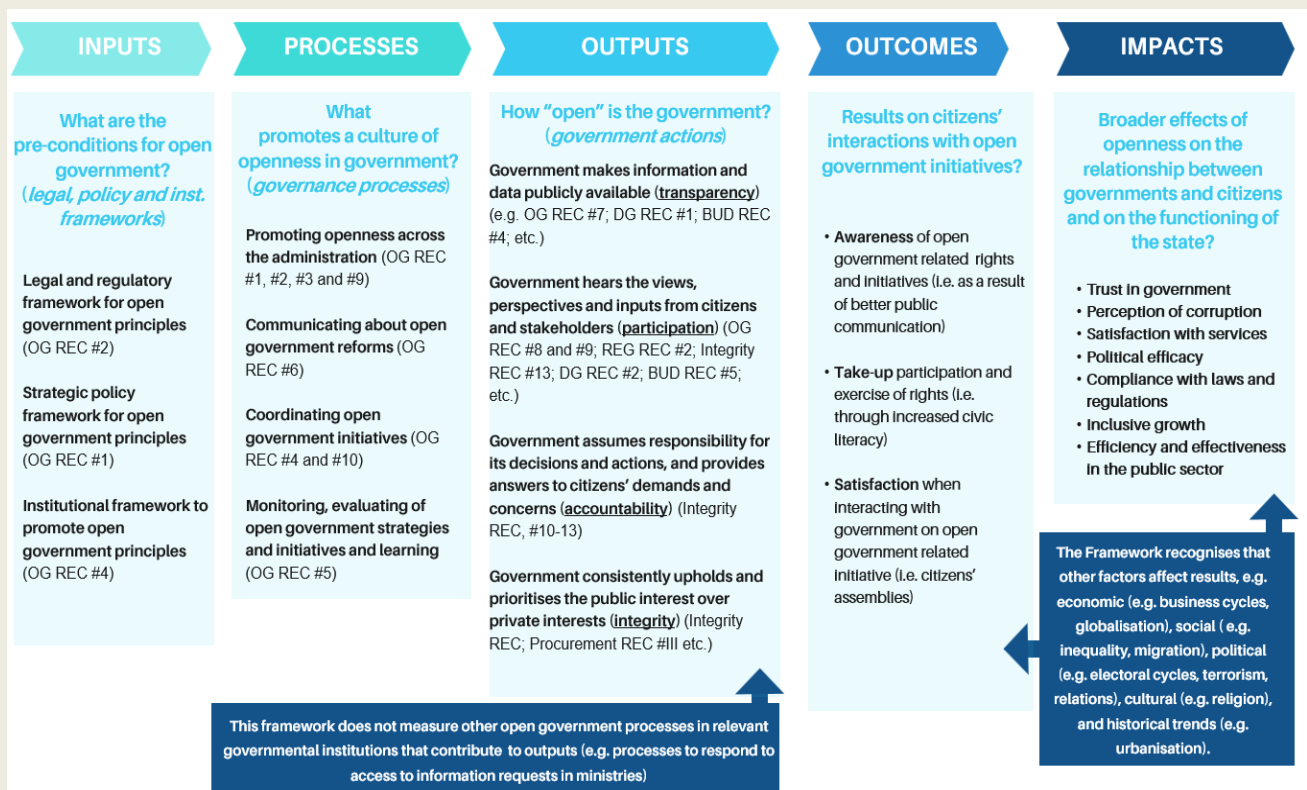 INPUTS
What are the
pre-conditions for open
government?
(legal, policy and inst.
frameworks)
Legal and regulatory
framework for open
government principles
(OG REC #2)
Strategic policy
framework for open
government principles
(OG REC #1)
Institutional framework to
promote open
government principles
(OG REC #4)
PROCESSES
What
promotes a culture of
openness in government?
(governance processes)
Promoting openness across
the administration (OG REC
#1, #2, #3 and #9)
Communicating about open
government reforms (OG
REC #6)
Coordinating open
government initiatives (OG
REC #4 and #10)
Monitoring, evaluating of
open government strategies
and initiatives and learning
(OG REC #5)
OUTPUTS
How “open” is the government?
(government actions)
Government makes information and
data publicly available (transparency)
(e.g. OG REC #7; DG REC #1; BUD REC
#4; etc.)
Government hears the views,
perspectives and inputs from citizens
and stakeholders (participation) (OG
REC #8 and #9; REG REC #2; Integrity
REC #13; DG REC #2; BUD REC #5;
etc.)
Government assumes responsibility for
its decisions and actions, and provides
answers to citizens’ demands and
concerns (accountability) (Integrity
REC, #10-13)
Government consistently upholds and
prioritises the public interest over
private interests (integrity) (Integrity
REC; Procurement REC #III etc.)
This framework does not measure other open government processes in relevant
governmental institutions that contribute to outputs (e.g. processes to respond to
access to information requests in ministries)
OUTCOMES
Results on citizens’
interactions with open
government initiatives?
• Awareness of open
government related rights
and initiatives (i.e. as a result
of better public
communication)
• Take-up participation and
exercise of rights (i.e.
through increased civic
literacy)
• Satisfaction when
interacting with
government on open
government related
initiative (i.e. citizens’
assemblies)
IMPACTS
Broader effects of
openness on the
relationship between
governments and citizens
and on the functioning of
the state?
• Trust in government
• Perception of corruption
• Satisfaction with services
• Political efficacy
• Compliance with laws and
regulations
• Inclusive growth
• Efficiency and effectiveness
in the public sector
The Framework recognises that
other factors affect results, e.g.
economic (e.g. business cycles,
globalisation), social ( e.g.
inequality, migration), political
(e.g. electoral cycles, terrorism,
relations), cultural (e.g. religion),
and historical trends (e.g.
urbanisation).